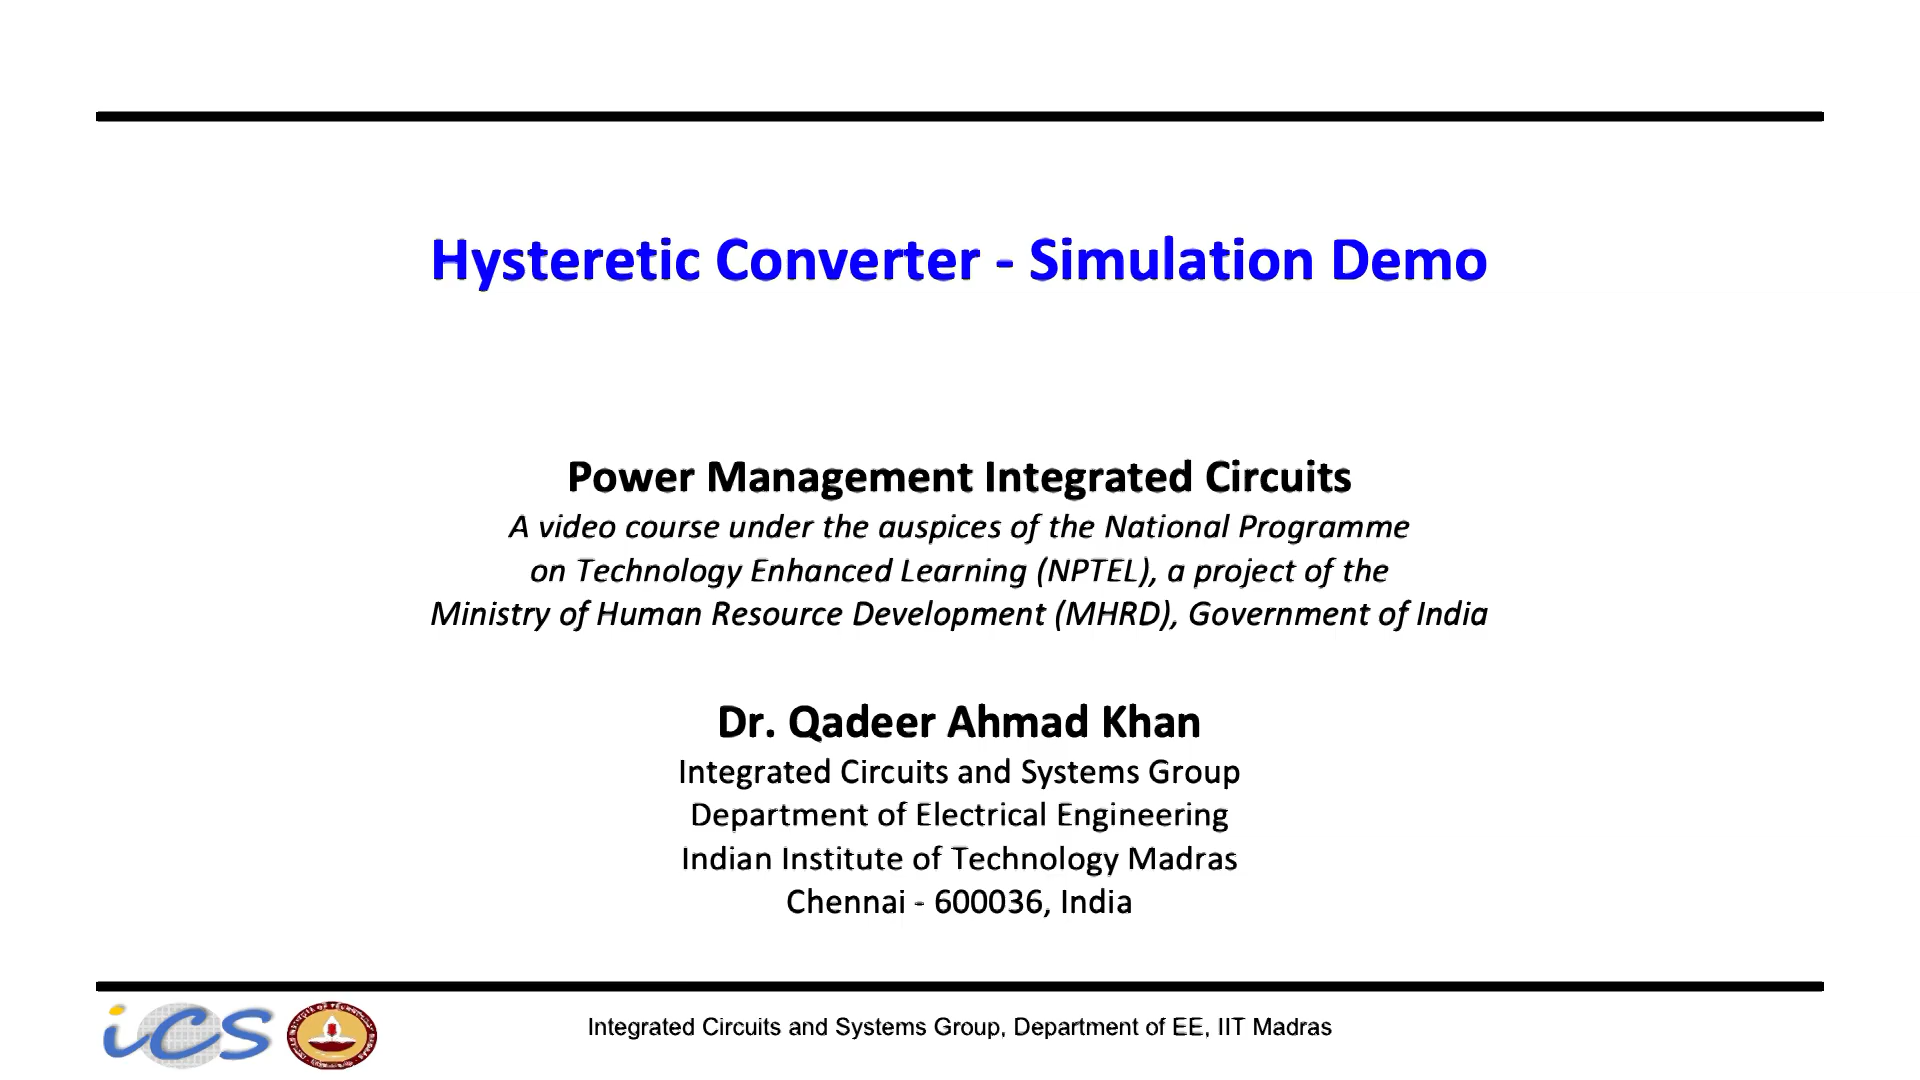 Hysteretic Converter - Simulation Demo
Power Management Integrated Circuits
A video course under the auspices of the National Programme
on Technology Enhanced Learning (NPTEL), a project of the
Ministry of Human Resource Development (MHRD), Government of India
Dr. Qadeer Ahmad Khan
Integrated Circuits and Systems Group
Department of Electrical Engineering
Indian Institute of Technology Madras
Chennai - 600036, India
iCS
Integrated Circuits and Systems Group, Department of EE, IIT Madras